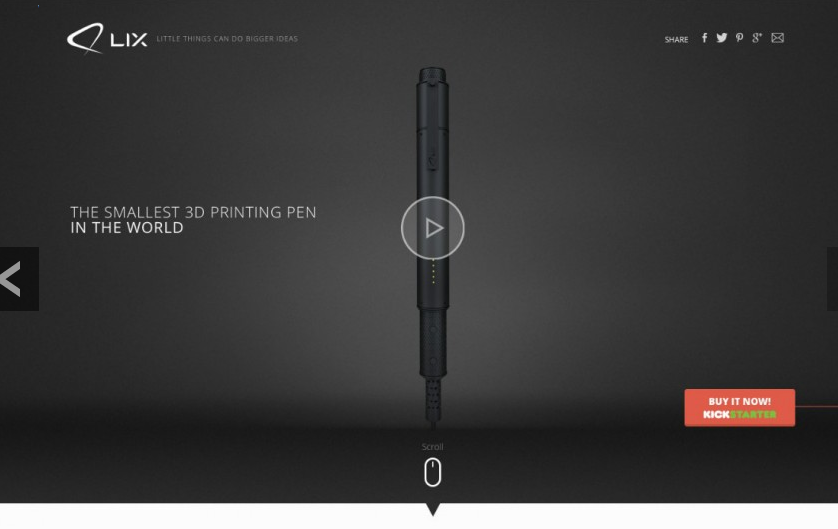 LIX
LITTLE THINGS CAN DO BIGGER IDEAS
SHARE
THE SMALLEST 3D PRINTING PEN
IN THE WORLD
BUY IT NOW!
KICKSTARTER
Scroll